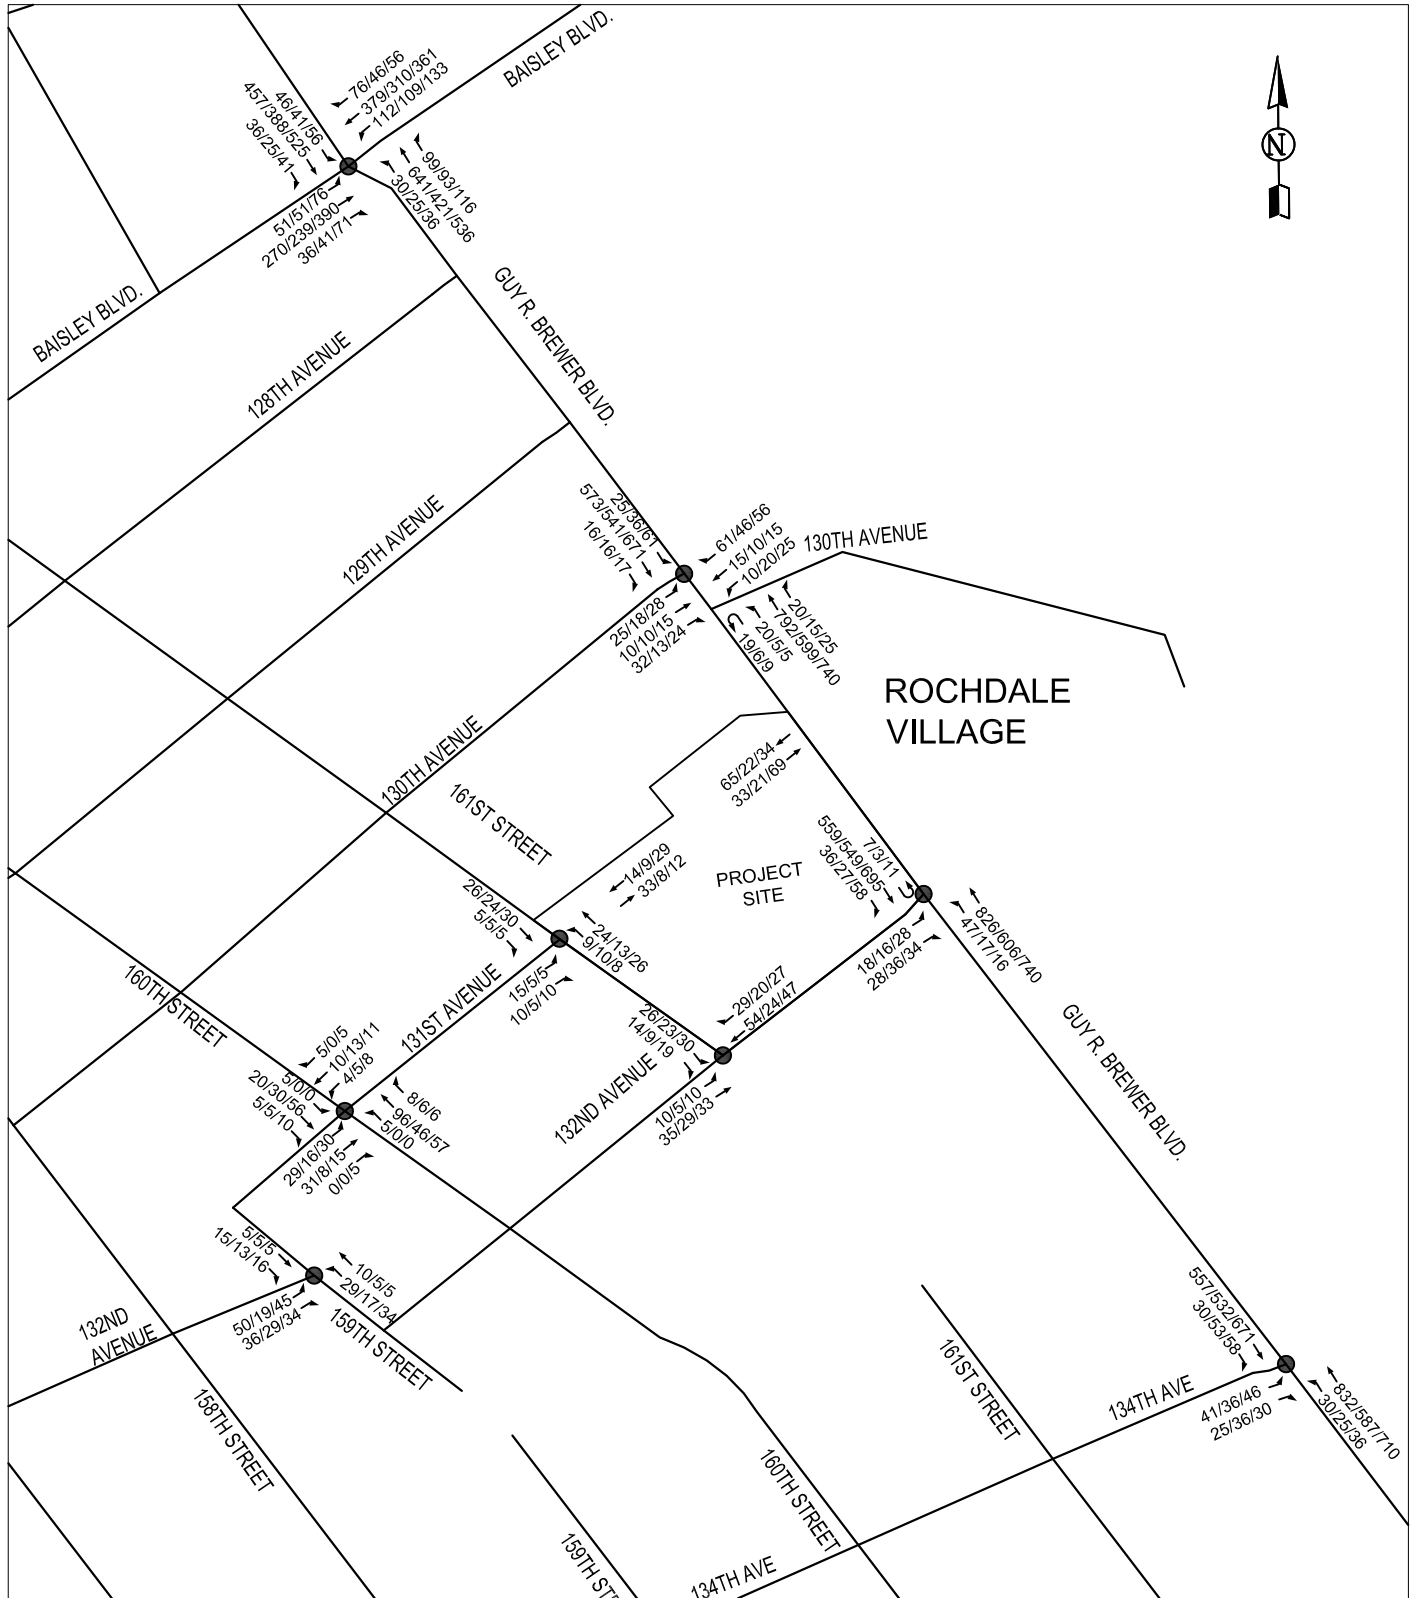 BAISLEY BLVD.
76/46/56
379/310/361
112/109/133
46/41/56
457/388/525
36/25/41
51/51/76
270/239/390
36/41/71
99/93/116
641/421/536
30/25/36
N
BAISLEY BLVD.
GUY R. BREWER BLVD.
128TH AVENUE
129TH AVENUE
25/36/61
573/541/671
16/16/17
61/46/56
15/10/15
10/20/25
130TH AVENUE
25/18/28
10/10/15
32/13/24
20/15/25
792/599/740
20/5/5
19/6/9
ROCHDALE
VILLAGE
130TH AVENUE
65/22/34
33/21/69
161ST STREET
14/9/29
33/8/12
PROJECT
SITE
7/3/11
559/549/695
36/27/58
826/606/740
47/17/16
18/16/28
28/36/34
26/24/30
5/5/5
24/13/26
9/10/8
15/5/5
10/5/10
160TH STREET
131ST AVENUE
29/20/27
54/24/47
26/23/30
14/9/19
10/5/10
35/29/33
132ND AVENUE
GUY R. BREWER BLVD.
5/0/5
10/13/11
4/5/8
5/0/0
20/30/56
5/5/10
8/6/6
96/46/57
5/0/0
29/16/30
31/8/15
0/0/5
5/5/5
15/13/16
10/5/5
29/17/34
50/19/45
36/29/34
132ND
AVENUE
159TH STREET
158TH STREET
557/532/671
30/53/58
832/587/710
30/25/36
41/36/46
25/36/30
134TH AVE
161ST STREET
160TH STREET
159TH ST
134TH AVE